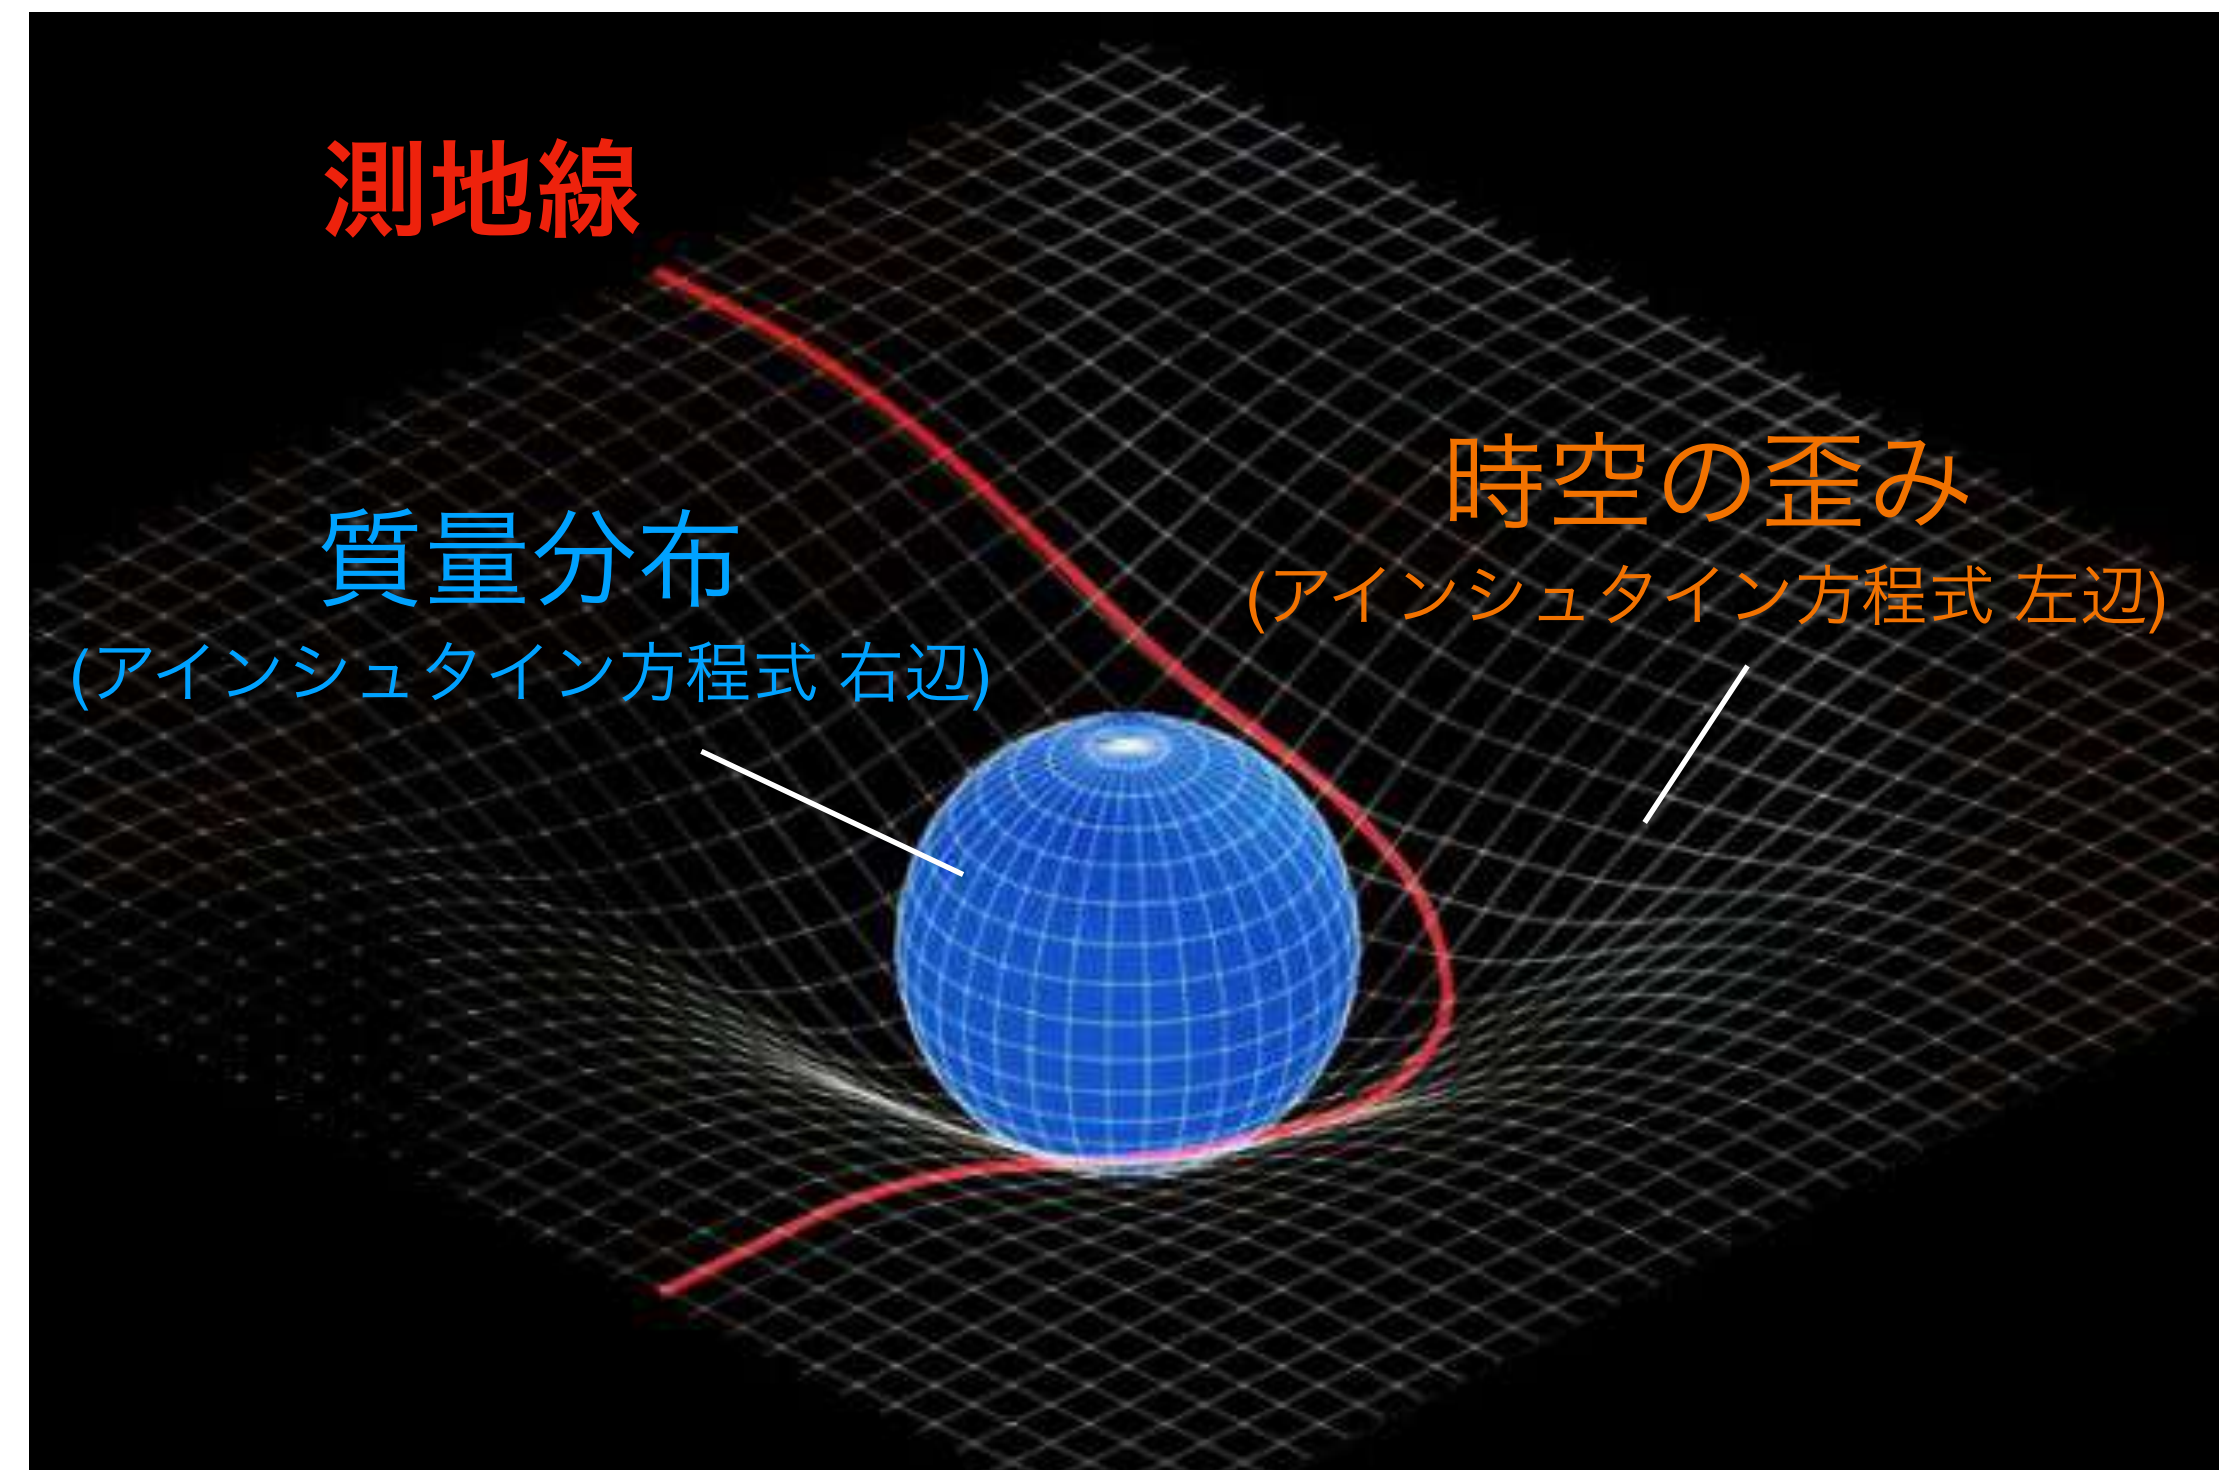 測地線
質量分布
(アインシュタイン方程式 右辺)
時空の歪み
(アインシュタイン方程式 左辺)